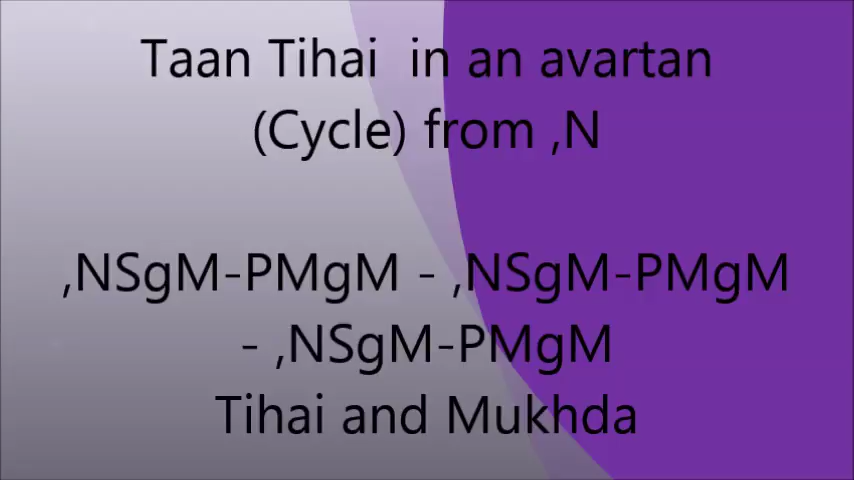 Taan Tihai in an avartan
(Cycle) from ,N
,NSgM-PMgM - ,NSgM-PMgM
- ,NSgM-PMgM
Tihai and Mukhda